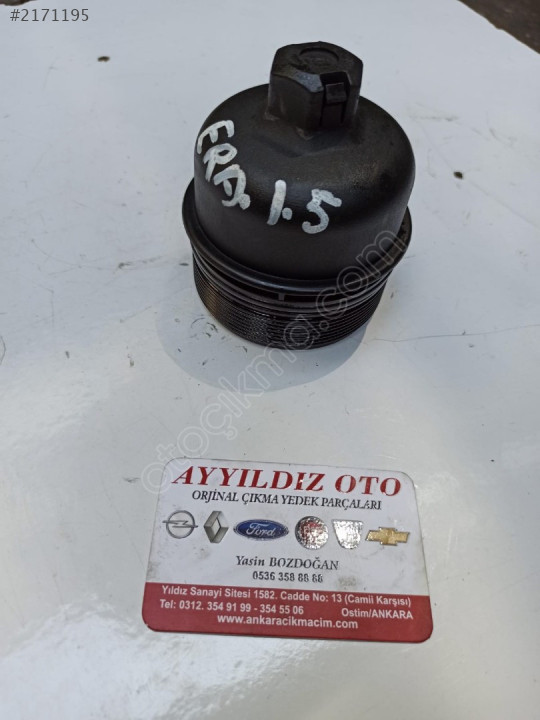 #2171195
1.5
otoçıkma.com
AYYILDIZ OTO
ORJİNAL ÇIKMA YEDEK PARÇALARI
Ford
Yasin BOZDOĞAN
0536 358 88 88
Yıldız Sanayi Sitesi 1582. Cadde No: 13 (Camii Karşısı)
Tel: 0312. 354 91 99 - 354 55 06 Ostim/ANKARA
www.ankaracikmacim.com